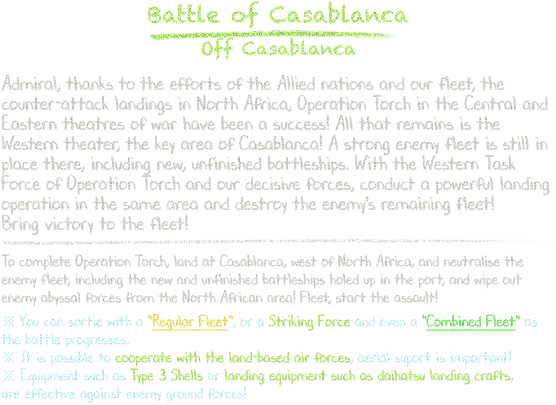 Battle of Casablanca
Off Casablanca
Admiral, thanks to the efforts of the Allied nations and our fleet, the
counter-attack landings in North Africa, Operation Torch in the Central and
Eastern theatres of war have been a success! All that remains is the
Western theater, the key area of Casablanca! A strong enemy fleet is still in
place there, including new, unfinished battleships. With the Western Task
Force of Operation Torch and our decisive forces, conduct a powerful landing
operation in the same area and destroy the enemy's remaining fleet!
Bring victory to the fleet!
To complete Operation Torch, land at Casablanca, west of North Africa, and neutralise the
enemy fleet, including the new and unfinished battleships holed up in the port, and wipe out
enemy abyssal forces from the North African area! Fleet, start the assault!
※ You can sortie with a "Regular Fleet", or a Striking Force and even a "Combined Fleet" as
the battle progresses.
※ It is possible to cooperate with the land-based air forces, aerial suport is important!
※ Equipment such as Type 3 Shells or landing equipment such as daihatsu landing crafts,
are effective against enemy ground forces!